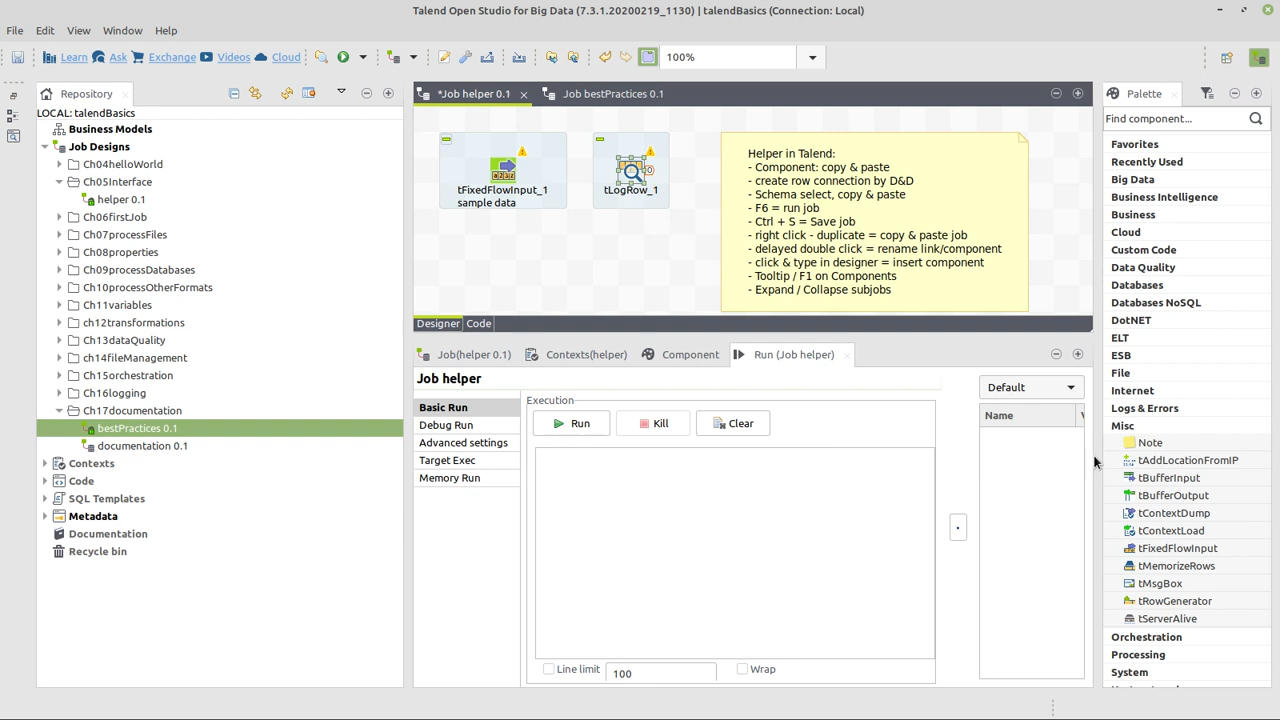 Talend Open Studio for Big Data (7.3.1.20200219_1130) | talendBasics (Connection: Local)
File Edit View Window Help
Learn Ask Exchange Videos Cloud 100%
Repository
LOCAL: talendBasics
Business Models
Job Designs
Ch04helloWorld
Ch05Interface
helper 0.1
Ch06firstJob
Ch07processFiles
Ch08properties
Ch09processDatabases
Ch10processOtherFormats
Ch11variables
ch12transformations
Ch13dataQuality
ch14fileManagement
Ch15orchestration
Ch16logging
Ch17documentation
bestPractices 0.1
documentation 0.1
Contexts
Code
SQL Templates
Metadata
Documentation
Recycle bin
*Job helper 0.1 Job bestPractices 0.1
tFixedFlowInput_1
sample data
tLogRow_1
Helper in Talend:
- Component: copy & paste
- create row connection by D&D
- Schema select, copy & paste
- F6 = run job
- Ctrl + S = Save job
- right click - duplicate = copy & paste job
- delayed double click = rename link/component
- click & type in designer = insert component
- Tooltip / F1 on Components
- Expand / Collapse subjobs
Designer Code
Job(helper 0.1) Contexts(helper) Component Run (Job helper)
Job helper
Basic Run
Debug Run
Advanced settings
Target Exec
Memory Run
Execution
Run Kill Clear
Line limit 100 Wrap
Default
Name
Palette
Find component...
Favorites
Recently Used
Big Data
Business Intelligence
Business
Cloud
Custom Code
Data Quality
Databases
Databases NoSQL
DotNET
ELT
ESB
File
Internet
Logs & Errors
Misc
Note
tAddLocationFromIP
tBufferInput
tBufferOutput
tContextDump
tContextLoad
tFixedFlowInput
tMemorizeRows
tMsgBox
tRowGenerator
tServerAlive
Orchestration
Processing
System